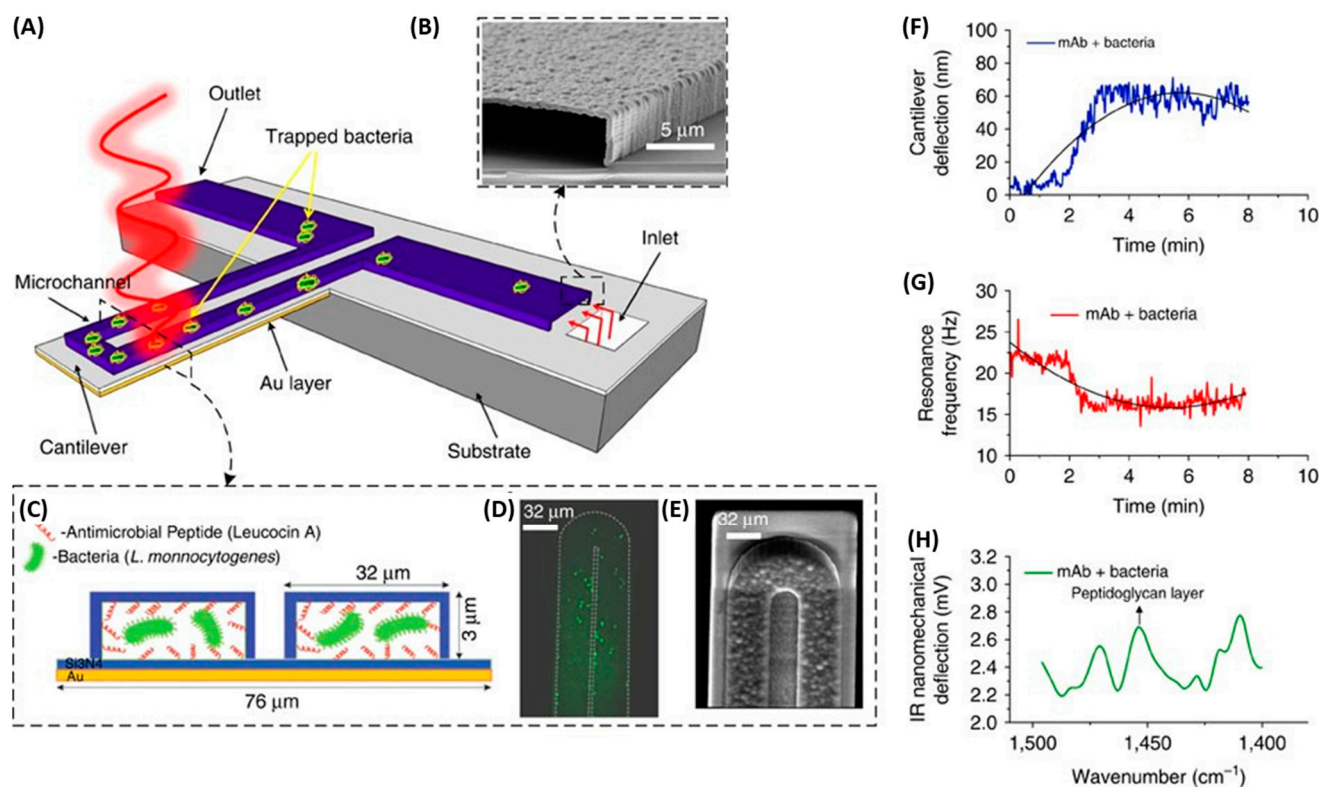 (A)
Outlet
Trapped bacteria
Microchannel
Inlet
Au layer
Cantilever
Substrate
(B)
5 µm
(C)
-Antimicrobial Peptide (Leucocin A)
-Bacteria (L. monnocytogenes)
32 µm
3 µm
Si3N4
Au
76 µm
(D)
32 µm
(E)
32 µm
(F)
mAb + bacteria
Cantilever
deflection (nm)
100
80
60
40
20
0
0 2 4 6 8 10
Time (min)
(G)
mAb + bacteria
Resonance
frequency (Hz)
30
25
20
15
10
0 2 4 6 8 10
Time (min)
(H)
mAb + bacteria
Peptidoglycan layer
IR nanomechanical
deflection (mV)
3.2
3.0
2.8
2.6
2.4
2.2
2.0
1,500 1,450 1,400
Wavenumber (cm⁻¹)